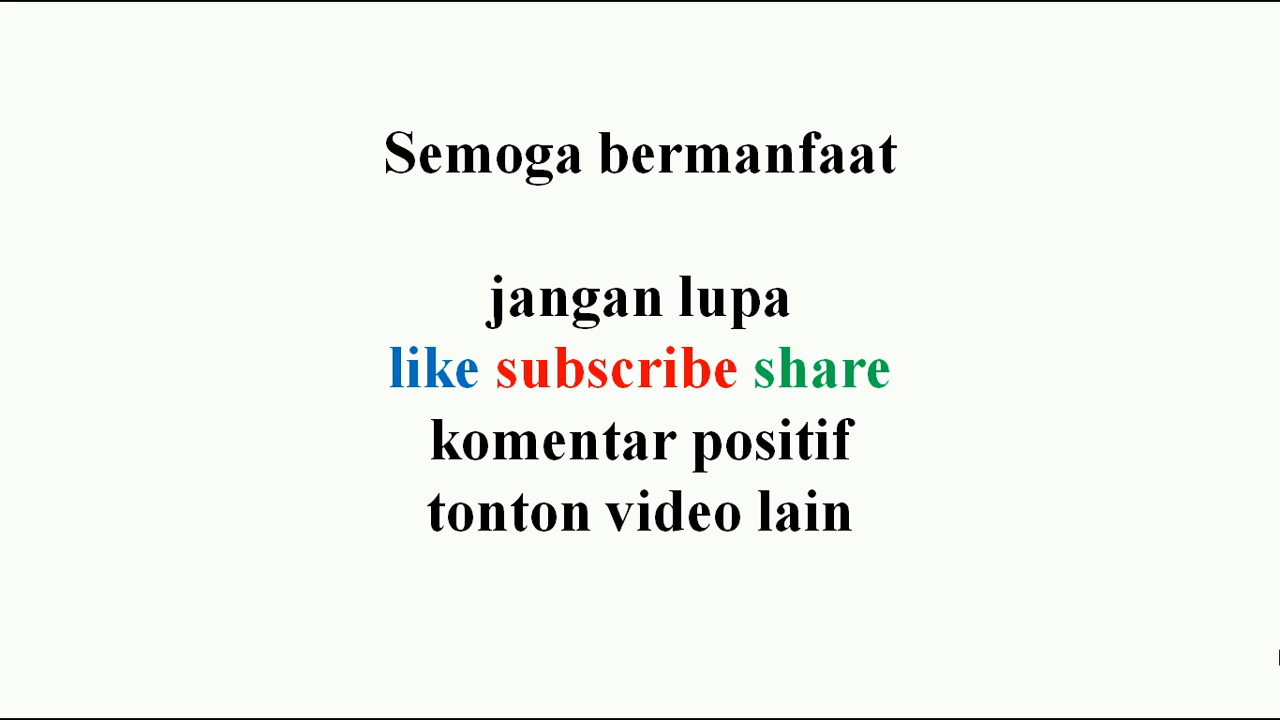 Semoga bermanfaat
jangan lupa
like subscribe share
komentar positif
tonton video lain